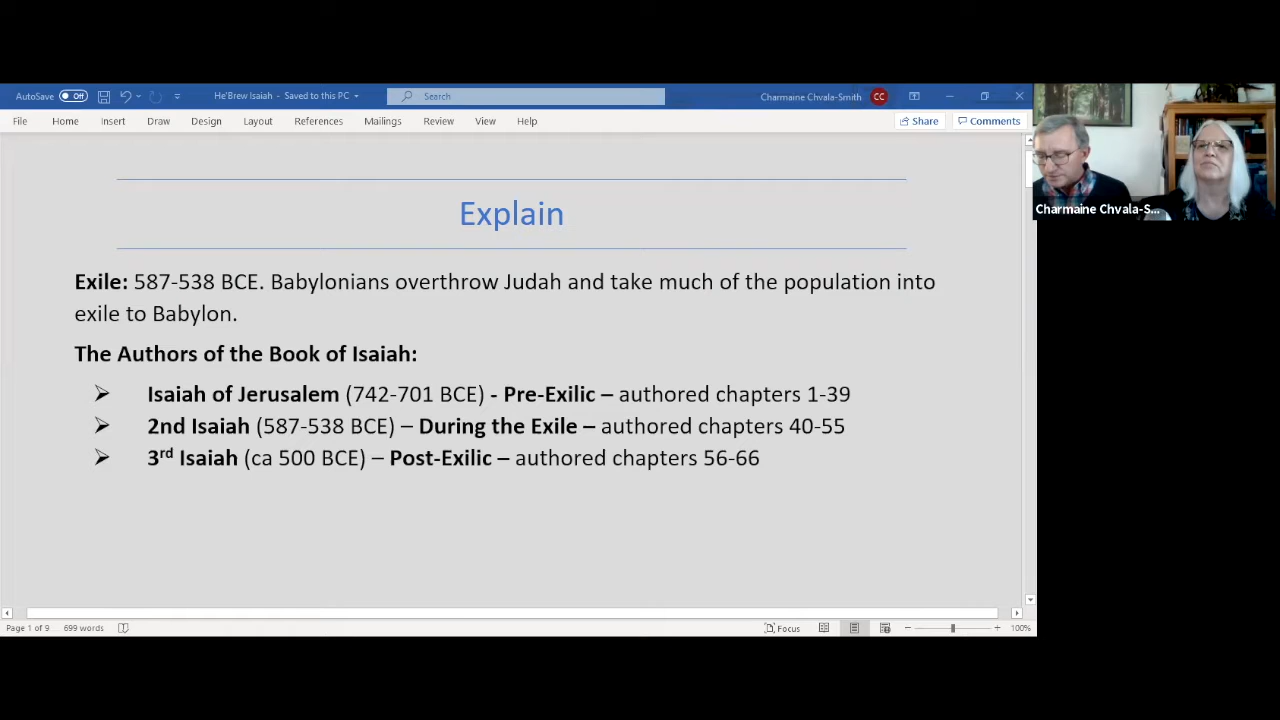 AutoSave Off He'Brew Isaiah - Saved to this PC Search Charmaine Chvala-Smith CC
File Home Insert Draw Design Layout References Mailings Review View Help Share Comments
Charmaine Chvala-S...
Explain
Exile: 587-538 BCE. Babylonians overthrow Judah and take much of the population into
exile to Babylon.
The Authors of the Book of Isaiah:
➢ Isaiah of Jerusalem (742-701 BCE) - Pre-Exilic – authored chapters 1-39
➢ 2nd Isaiah (587-538 BCE) – During the Exile – authored chapters 40-55
➢ 3rd Isaiah (ca 500 BCE) – Post-Exilic – authored chapters 56-66
Page 1 of 9 699 words Focus 100%